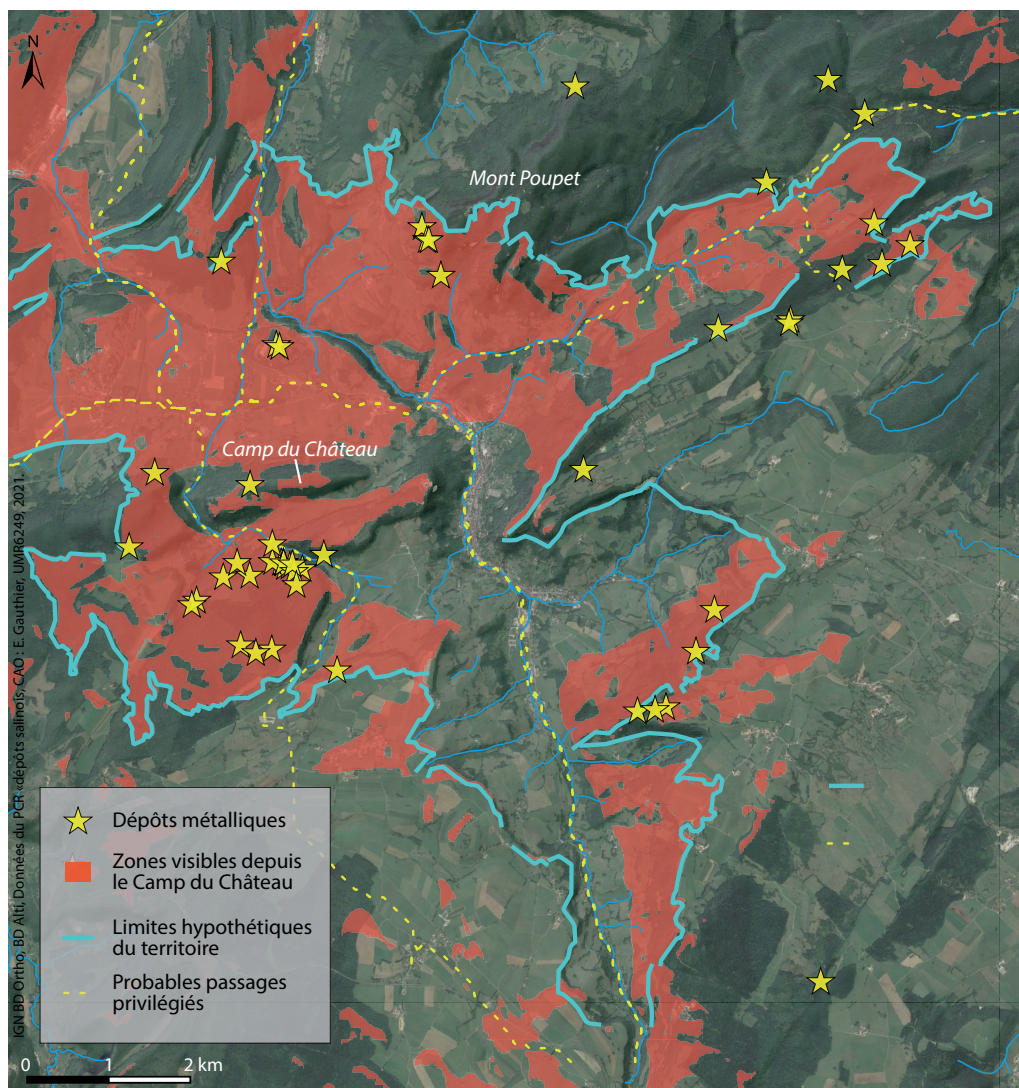 N
Mont Poupet
Camp du Château
IGN BD Ortho, BD Alti, Données du PCR «dépôts salinois, CAO : E. Gauthier, UMR6249, 2021.
Dépôts métalliques
Zones visibles depuis
le Camp du Château
Limites hypothétiques
du territoire
Probables passages
privilégiés
0 1 2 km